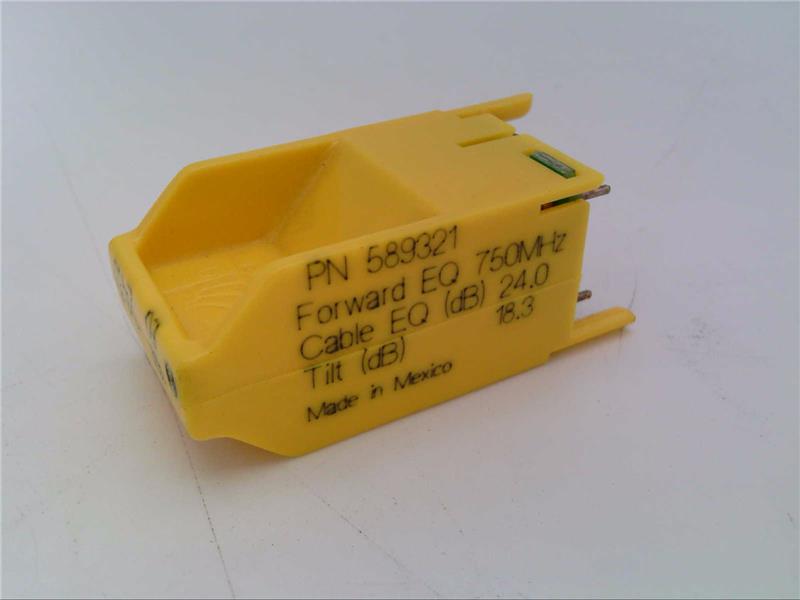 PN 589321
Forward EQ 750MHz
Cable EQ (dB) 24.0
Tilt (dB) 18.3
Made in Mexico